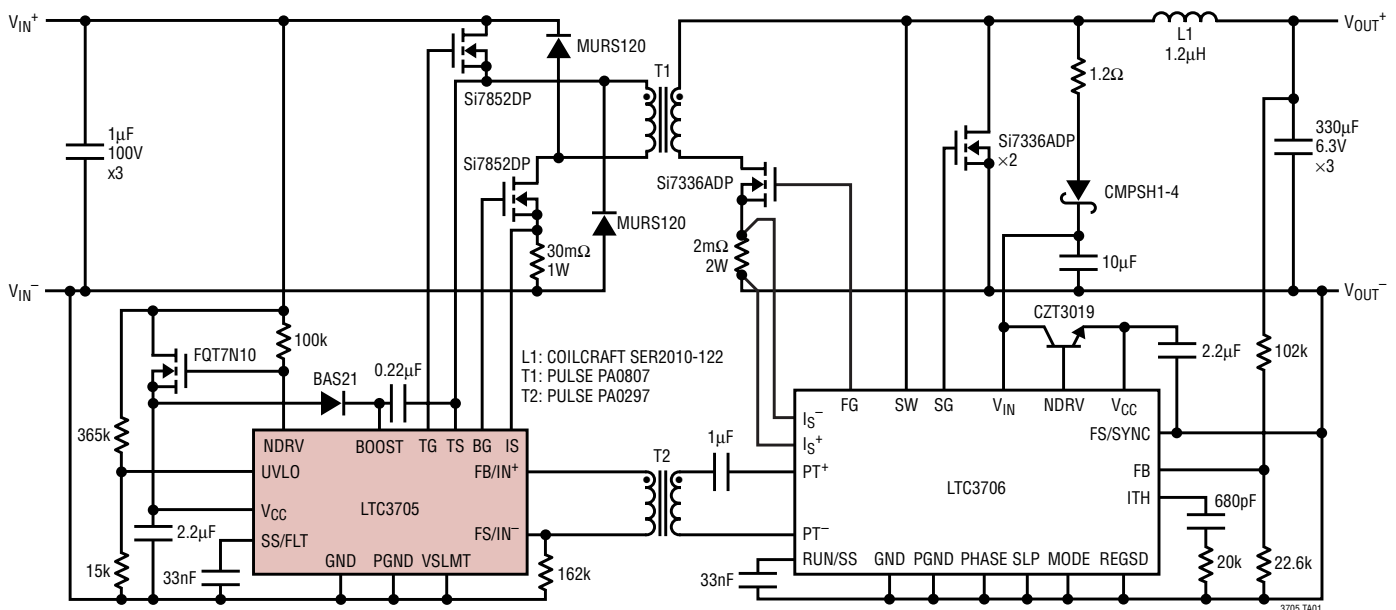 VIN+
VIN−
1µF
100V
x3
Si7852DP
MURS120
Si7852DP
MURS120
30mΩ
1W
T1
Si7336ADP
2mΩ
2W
Si7336ADP
×2
1.2Ω
CMPSH1-4
10µF
L1
1.2µH
VOUT+
330µF
6.3V
×3
VOUT−
CZT3019
2.2µF
102k
FQT7N10
100k
BAS21
0.22µF
L1: COILCRAFT SER2010-122
T1: PULSE PA0807
T2: PULSE PA0297
365k
15k
2.2µF
33nF
162k
NDRV
BOOST
TG
TS
BG
IS
UVLO
FB/IN+
LTC3705
VCC
SS/FLT
FS/IN−
GND
PGND
VSLMT
T2
1µF
IS−
IS+
PT+
PT−
FG
SW
SG
VIN
NDRV
VCC
FS/SYNC
FB
ITH
LTC3706
RUN/SS
GND
PGND
PHASE
SLP
MODE
REGSD
33nF
680pF
20k
22.6k
3705 TA01